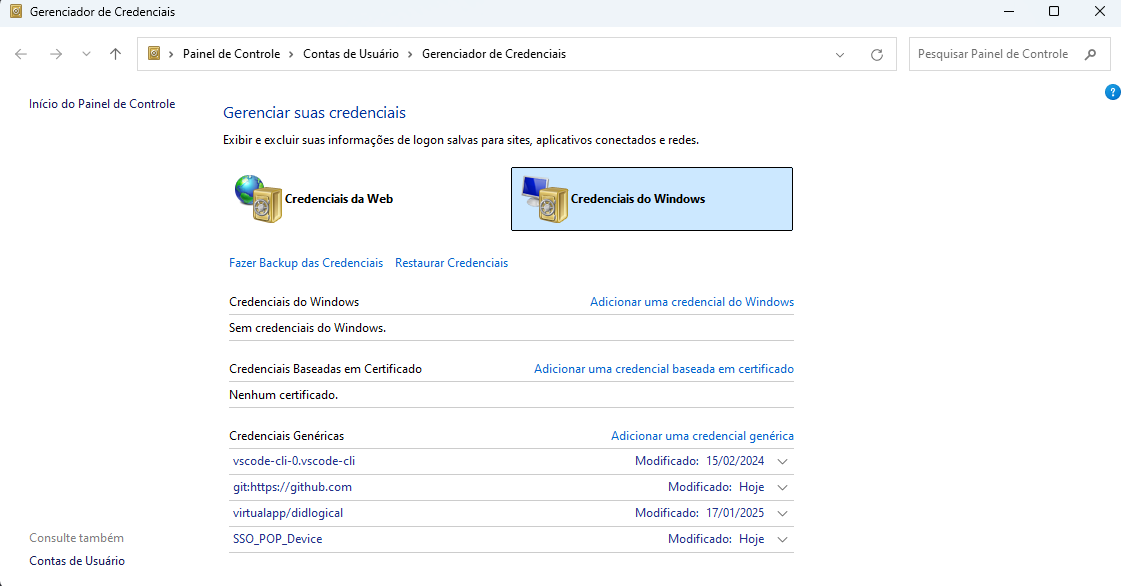 Gerenciador de Credenciais
Painel de Controle > Contas de Usuário > Gerenciador de Credenciais
Pesquisar Painel de Controle
Início do Painel de Controle
?
Gerenciar suas credenciais
Exibir e excluir suas informações de logon salvas para sites, aplicativos conectados e redes.
Credenciais da Web
Credenciais do Windows
Fazer Backup das Credenciais Restaurar Credenciais
Credenciais do Windows Adicionar uma credencial do Windows
Sem credenciais do Windows.
Credenciais Baseadas em Certificado Adicionar uma credencial baseada em certificado
Nenhum certificado.
Credenciais Genéricas Adicionar uma credencial genérica
vscode-cli-0.vscode-cli Modificado: 15/02/2024
git:https://github.com Modificado: Hoje
virtualapp/didlogical Modificado: 17/01/2025
SSO_POP_Device Modificado: Hoje
Consulte também
Contas de Usuário